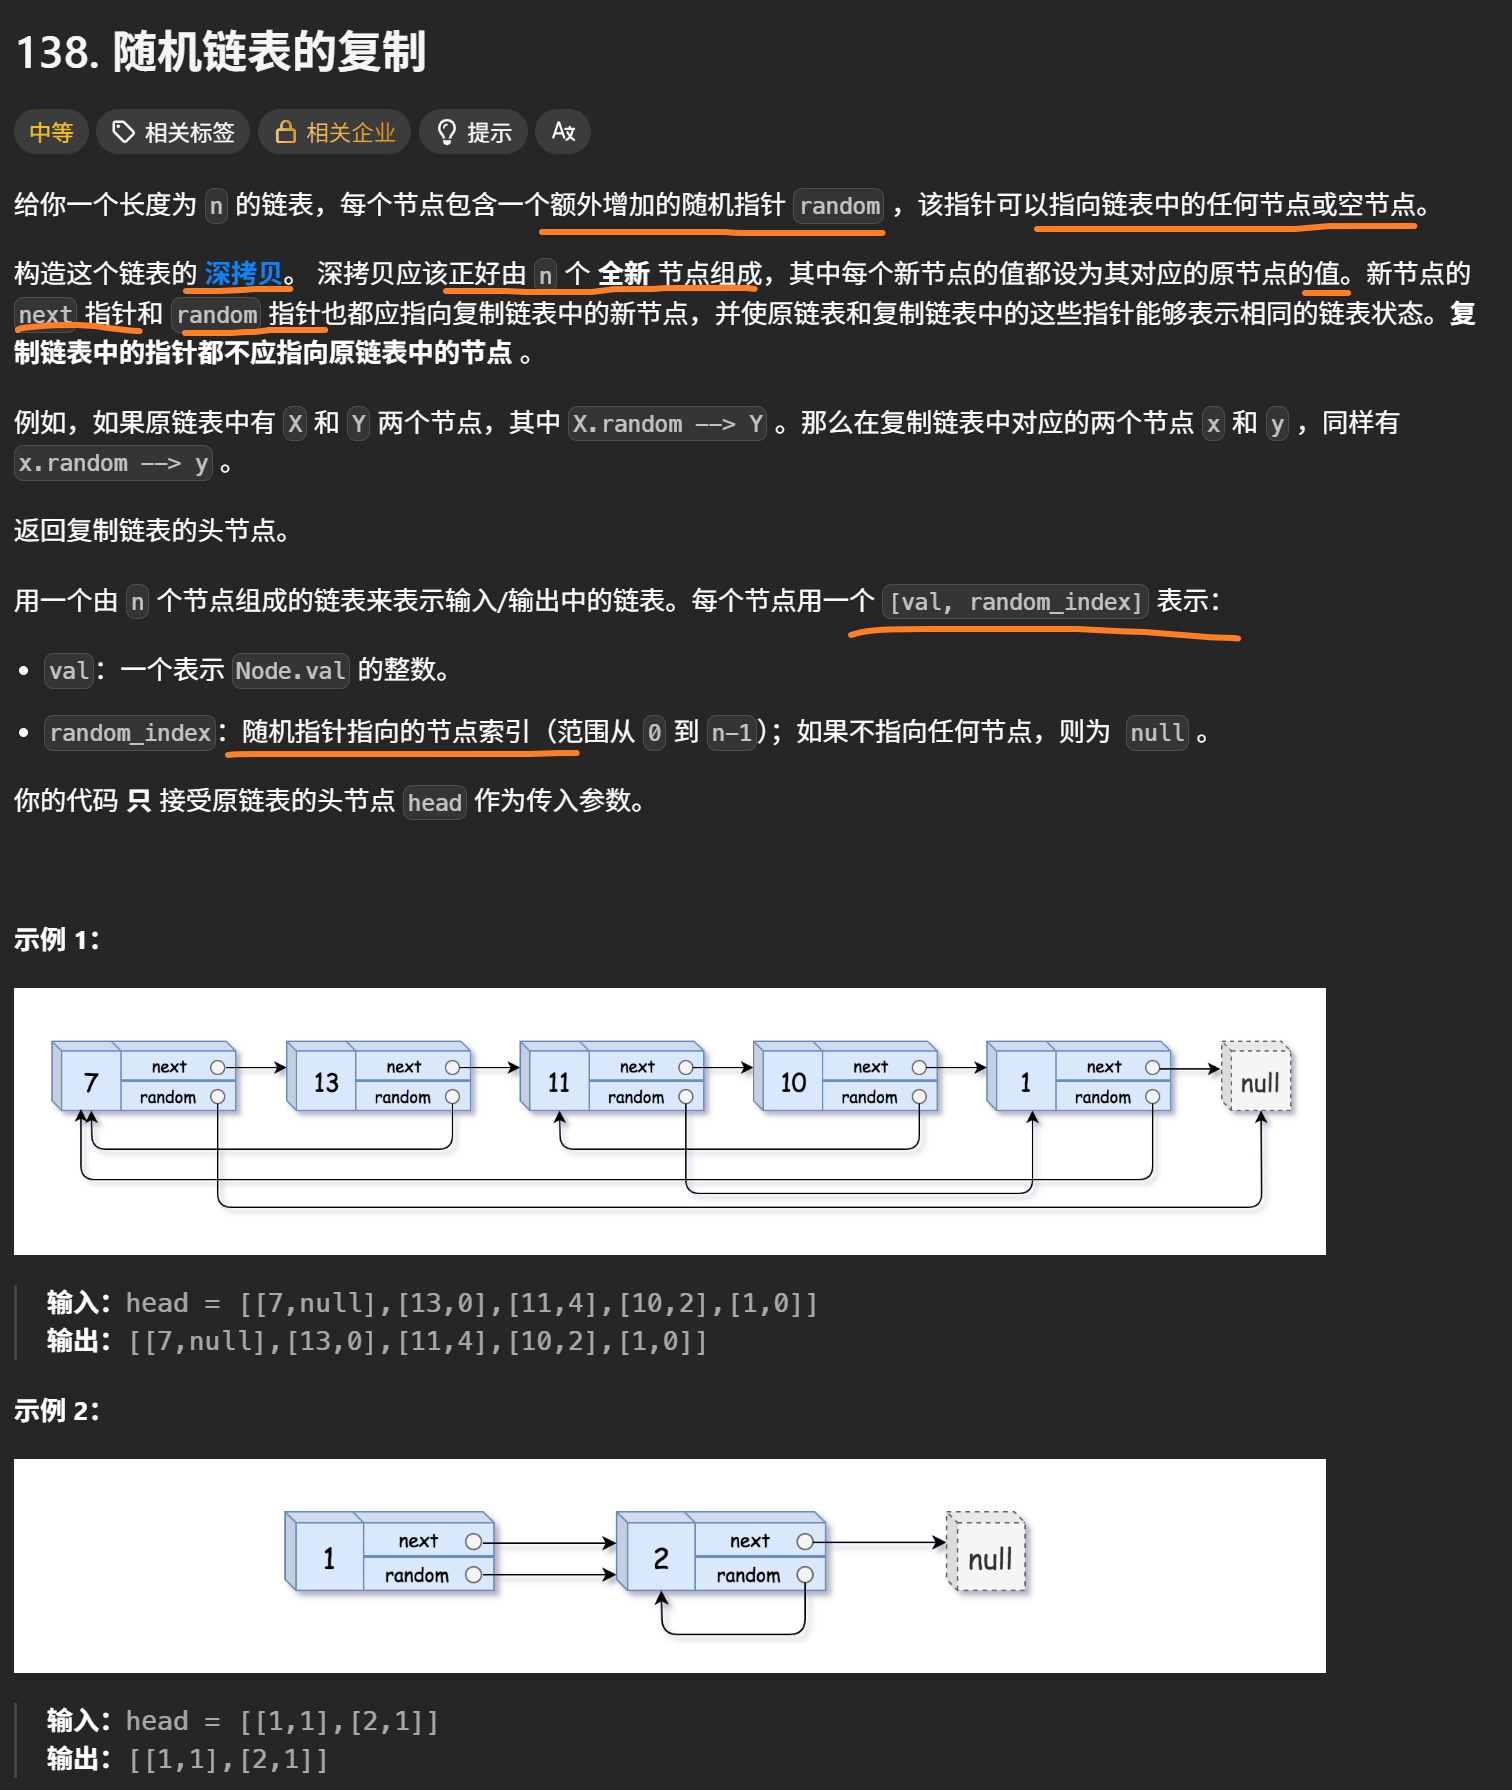 138. 随机链表的复制
中等 相关标签 相关企业 提示 A文
给你一个长度为 n 的链表，每个节点包含一个额外增加的随机指针 random ，该指针可以指向链表中的任何节点或空节点。
构造这个链表的 深拷贝。 深拷贝应该正好由 n 个 全新 节点组成，其中每个新节点的值都设为其对应的原节点的值。新节点的
next 指针和 random 指针也都应指向复制链表中的新节点，并使原链表和复制链表中的这些指针能够表示相同的链表状态。复
制链表中的指针都不应指向原链表中的节点 。
例如，如果原链表中有 X 和 Y 两个节点，其中 X.random --> Y 。那么在复制链表中对应的两个节点 x 和 y ，同样有
x.random --> y 。
返回复制链表的头节点。
用一个由 n 个节点组成的链表来表示输入/输出中的链表。每个节点用一个 [val, random_index] 表示：
• val：一个表示 Node.val 的整数。
• random_index：随机指针指向的节点索引（范围从 0 到 n-1）；如果不指向任何节点，则为 null 。
你的代码 只 接受原链表的头节点 head 作为传入参数。
示例 1：
7 next 13 next 11 next 10 next 1 next null
random random random random random
输入：head = [[7,null],[13,0],[11,4],[10,2],[1,0]]
输出：[[7,null],[13,0],[11,4],[10,2],[1,0]]
示例 2：
1 next 2 next null
random random
输入：head = [[1,1],[2,1]]
输出：[[1,1],[2,1]]